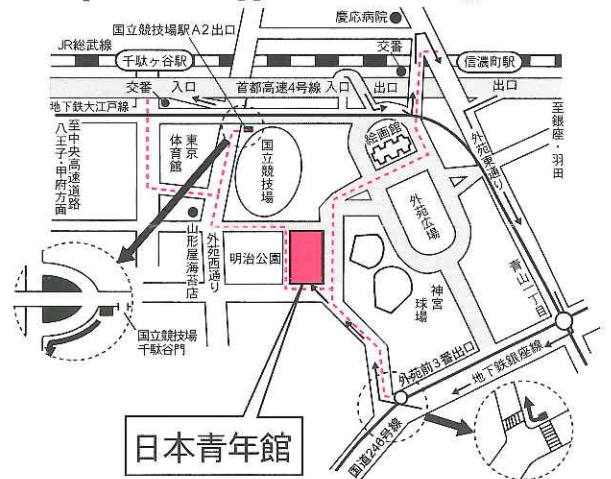 慶応病院
国立競技場駅A2出口
JR総武線
千駄ヶ谷駅
交番
信濃町駅
交番
入口
首都高速4号線
入口
出口
出口
地下鉄大江戸線
至中央・高速道路
八王子・甲府方面
東京
体育館
国立競技場
絵画館
外苑東通り
至銀座・羽田
外苑広場
山形屋海苔店
外苑西通り
明治公園
神宮
球場
青山一丁目
国立競技場
千駄谷門
外苑前3番出口
地下鉄銀座線
国道246号線
日本青年館